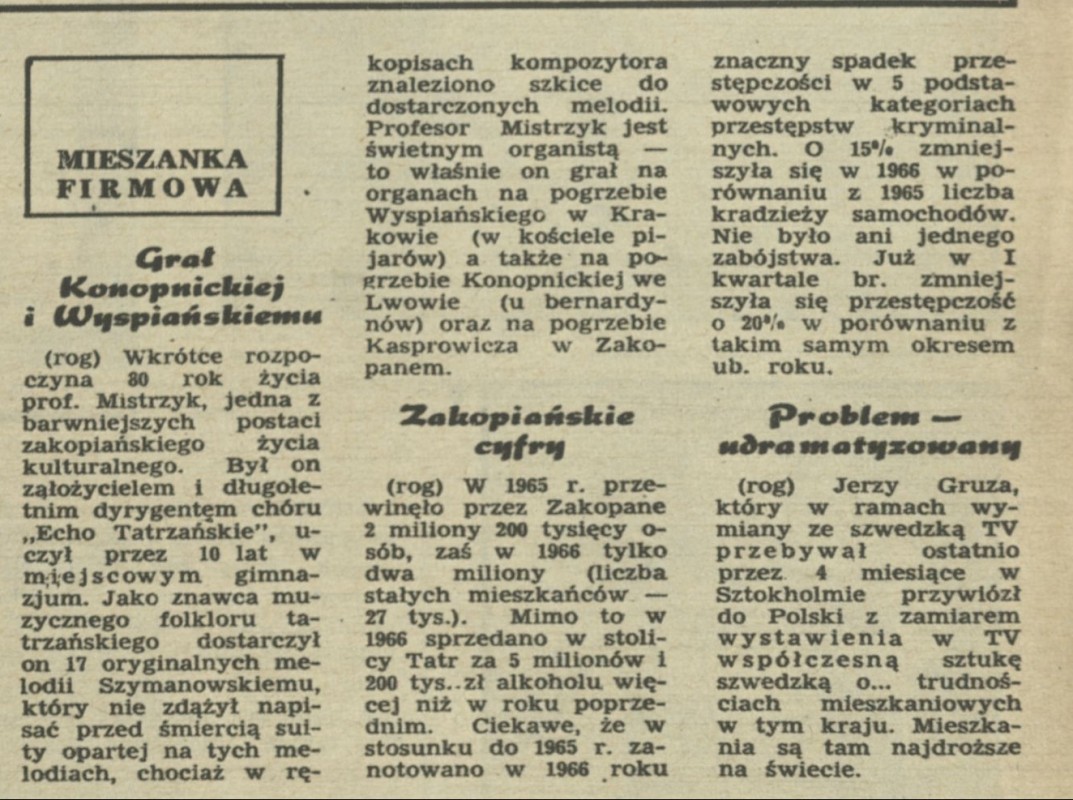 MIESZANKA
FIRMOWA
Grał
Konopnickiej
i Wyspiańskiemu
(rog) Wkrótce rozpo-
czyna 80 rok życia
prof. Mistrzyk, jedna z
barwniejszych postaci
zakopiańskiego życia
kulturalnego. Był on
ząłożycielem i długole-
tnim dyrygentęm chóru
„Echo Tatrzańskie", u-
czył przez 10 lat w
miejscowym gimna-
zjum. Jako znawca mu-
zycznego folkloru ta-
trzańskiego dostarczył
on 17 oryginalnych me-
lodii Szymanowskiemu,
który nie zdążył napi-
sać przed śmiercią sui-
ty opartej na tych me-
lodiach, chociaż w rę-
kopisach kompozytora
znaleziono szkice do
dostarczonych melodii.
Profesor Mistrzyk jest
świetnym organistą —
to właśnie on grał na
organach na pogrzebie
Wyspiańskiego w Kra-
kowie (w kościele pi-
jarów) a także na po-
grzebie Konopnickiej we
Lwowie (u bernardy-
nów) oraz na pogrzebie
Kasprowicza w Zako-
panem.
Zakopiańskie
cyfry
(rog) W 1965 r. prze-
winęło przez Zakopane
2 miliony 200 tysięcy o-
sób, zaś w 1966 tylko
dwa miliony (liczba
stałych mieszkańców —
27 tys.). Mimo to w
1966 sprzedano w stoli-
cy Tatr za 5 milionów i
200 tys. zł alkoholu wię-
cej niż w roku poprze-
dnim. Ciekawe, że w
stosunku do 1965 r. za-
notowano w 1966 roku
znaczny spadek prze-
stępczości w 5 podsta-
wowych kategoriach
przestępstw kryminal-
nych. O 15% zmniej-
szyła się w 1966 w po-
równaniu z 1965 liczba
kradzieży samochodów.
Nie było ani jednego
zabójstwa. Już w I
kwartale br. zmniej-
szyła się przestępczość
o 20% w porównaniu z
takim samym okresem
ub. roku.
Problem —
udramatyzowany
(rog) Jerzy Gruza,
który w ramach wy-
miany ze szwedzką TV
przebywał ostatnio
przez 4 miesiące w
Sztokholmie przywiózł
do Polski z zamiarem
wystawienia w TV
współczesną sztukę
szwedzką o... trudnoś-
ciach mieszkaniowych
w tym kraju. Mieszka-
nia są tam najdroższe
na świecie.